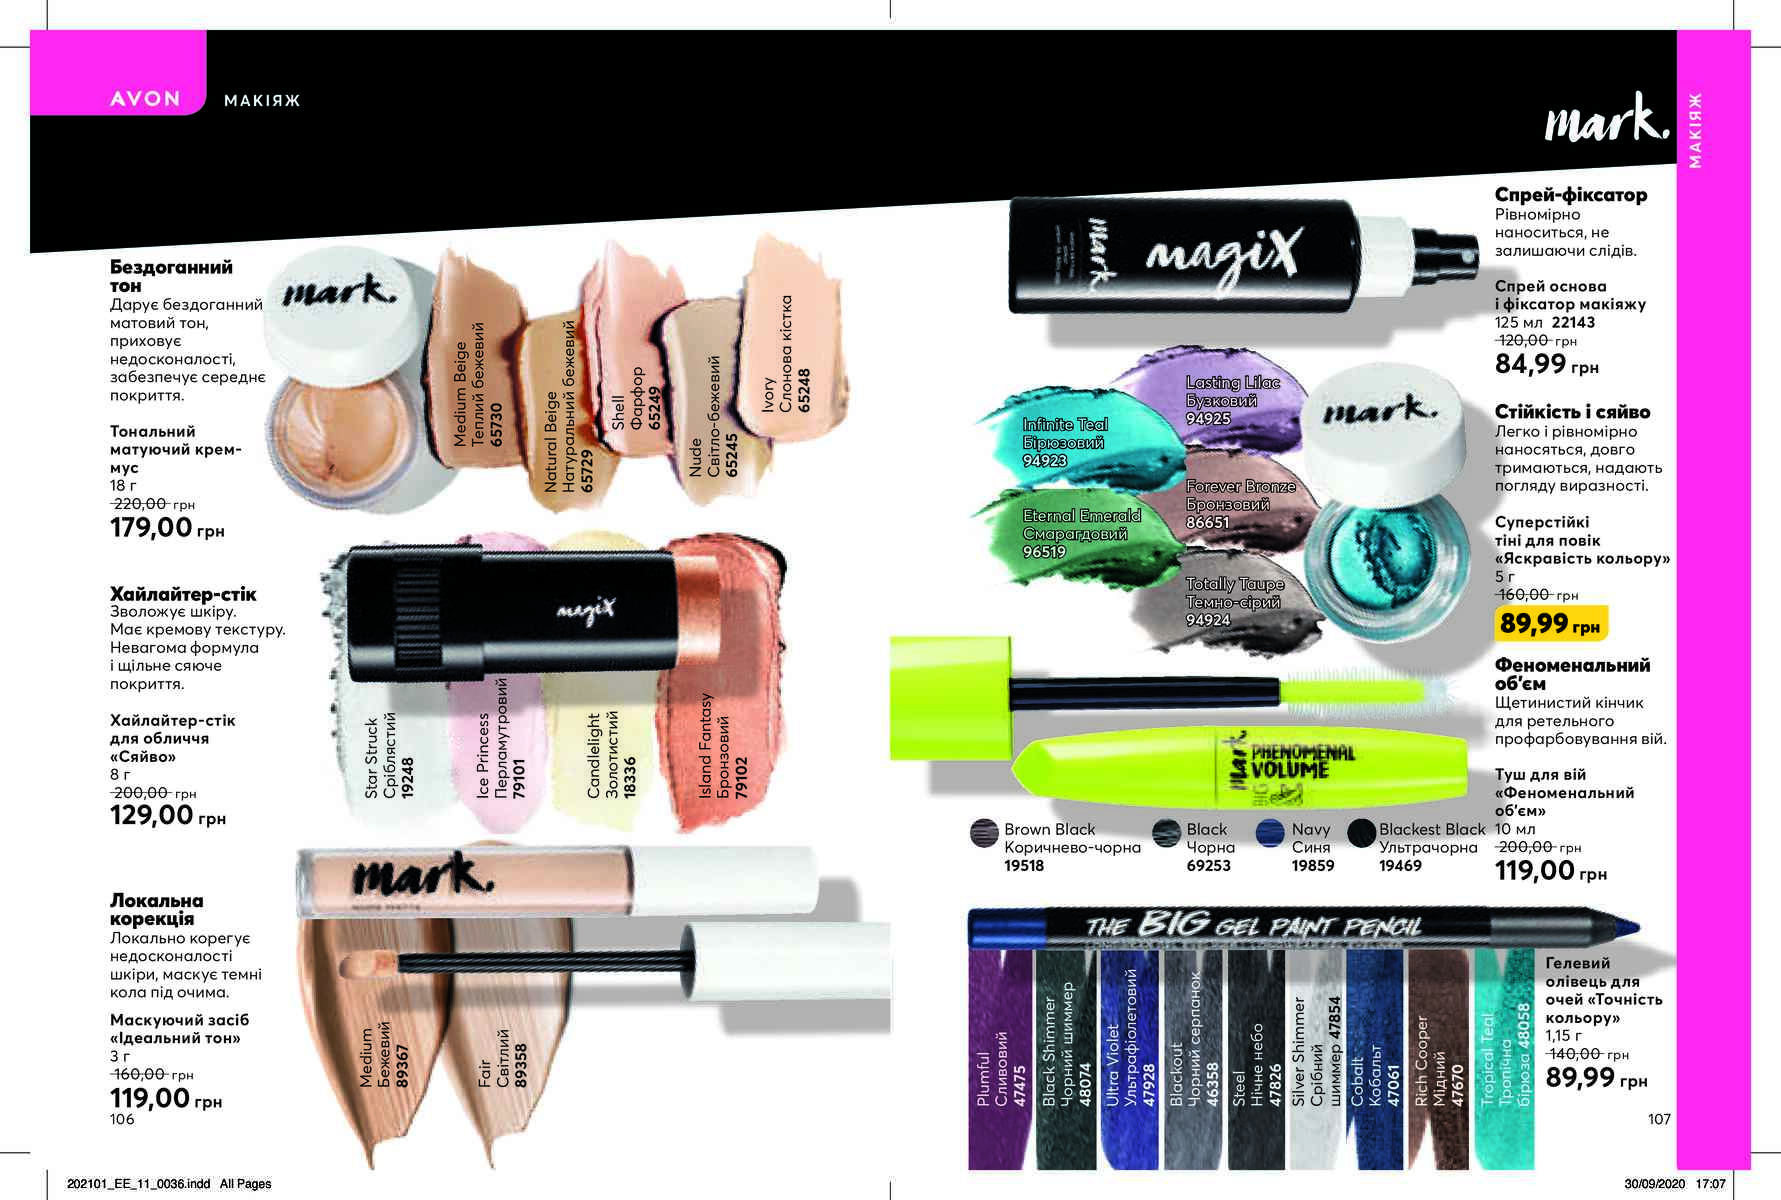 AVON
МАКІЯЖ
mark.
МАКІЯЖ
Бездоганний
тон
Дарує бездоганний
матовий тон,
приховує
недосконалості,
забезпечує середнє
покриття.
Тональний
матуючий крем-
мус
18 г
220,00 грн
179,00 грн
mark.
Medium Beige
Теплий бежевий
65730
Natural Beige
Натуральний бежевий
65729
Shell
Фарфор
65249
Nude
Світло-бежевий
65245
Ivory
Слонова кістка
65248
Хайлайтер-стік
Зволожує шкіру.
Має кремову текстуру.
Невагома формула
і щільне сяюче
покриття.
Хайлайтер-стік
для обличчя
«Сяйво»
8 г
200,00 грн
129,00 грн
magiX
Star Struck
Сріблястий
19248
Ice Princess
Перламутровий
79101
Candlelight
Золотистий
18336
Island Fantasy
Бронзовий
79102
Локальна
корекція
Локально корегує
недосконалості
шкіри, маскує темні
кола під очима.
Маскуючий засіб
«Ідеальний тон»
3 г
160,00 грн
119,00 грн
106
mark.
Medium
Бежевий
89367
Fair
Світлий
89358
mark.
magiX
Спрей-фіксатор
Рівномірно
наноситься, не
залишаючи слідів.
Спрей основа
і фіксатор макіяжу
125 мл 22143
120,00 грн
84,99 грн
Lasting Lilac
Бузковий
94925
Infinite Teal
Бірюзовий
94923
Forever Bronze
Бронзовий
86651
Eternal Emerald
Смарагдовий
96519
Totally Taupe
Темно-сірий
94924
mark.
Стійкість і сяйво
Легко і рівномірно
наносяться, довго
тримаються, надають
погляду виразності.
Суперстійкі
тіні для повік
«Яскравість кольору»
5 г
160,00 грн
89,99 грн
Феноменальний
об'єм
Щетинистий кінчик
для ретельного
профарбовування вій.
Туш для вій
«Феноменальний
об'єм»
10 мл
200,00 грн
119,00 грн
mark.
BIG
PHENOMENAL
VOLUME
Brown Black
Коричнево-чорна
19518
Black
Чорна
69253
Navy
Синя
19859
Blackest Black
Ультрачорна
19469
THE BIG GEL PAINT PENCIL
Plumful
Сливовий
47475
Black Shimmer
Чорний шиммер
48074
Ultra Violet
Ультрафіолетовий
47928
Blackout
Чорний серпанок
46358
Steel
Нічне небо
47826
Silver Shimmer
Срібний
шиммер 47854
Cobalt
Кобальт
47061
Rich Cooper
Мідний
47670
Tropical Teal
Тропічна
бірюза 48058
Гелевий
олівець для
очей «Точність
кольору»
1,15 г
140,00 грн
89,99 грн
107
202101_EE_11_0036.indd All Pages
30/09/2020 17:07